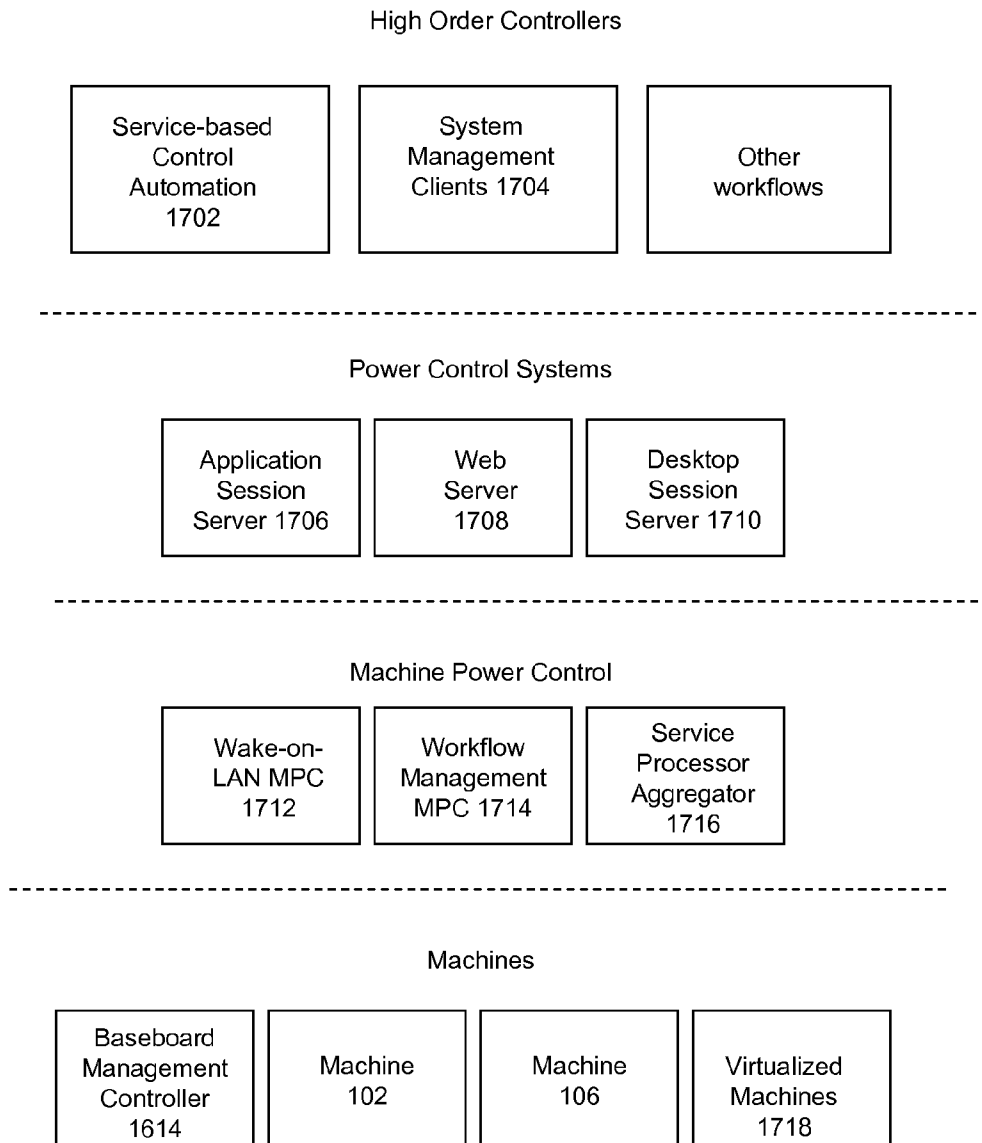 High Order Controllers
Service-based
Control
Automation
1702
System
Management
Clients 1704
Other
workflows
Power Control Systems
Application
Session
Server 1706
Web
Server
1708
Desktop
Session
Server 1710
Machine Power Control
Wake-on-
LAN MPC
1712
Workflow
Management
MPC 1714
Service
Processor
Aggregator
1716
Machines
Baseboard
Management
Controller
1614
Machine
102
Machine
106
Virtualized
Machines
1718